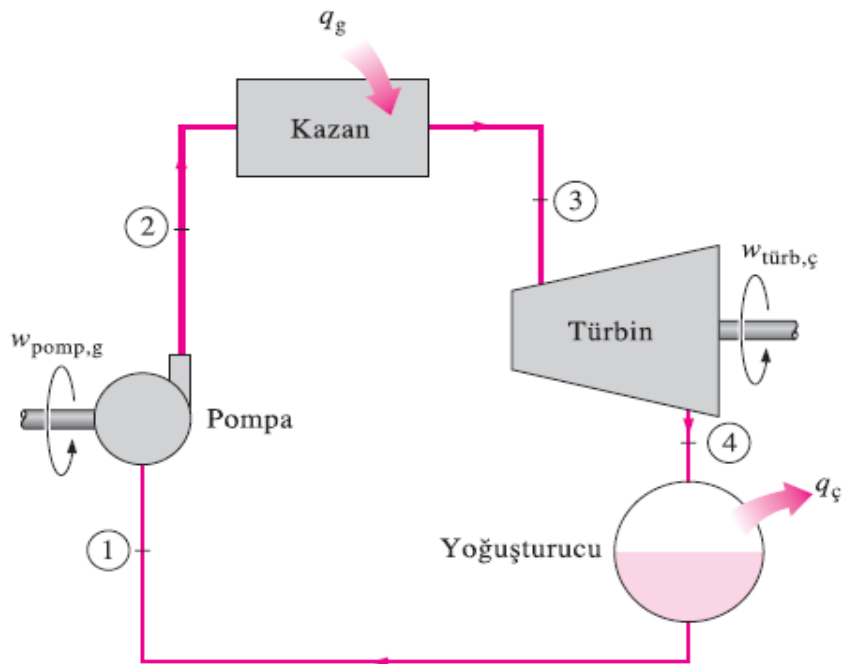 q_g
Kazan
2
3
w_türb,ç
Türbin
w_pomp,g
Pompa
4
q_ç
1
Yoğuşturucu